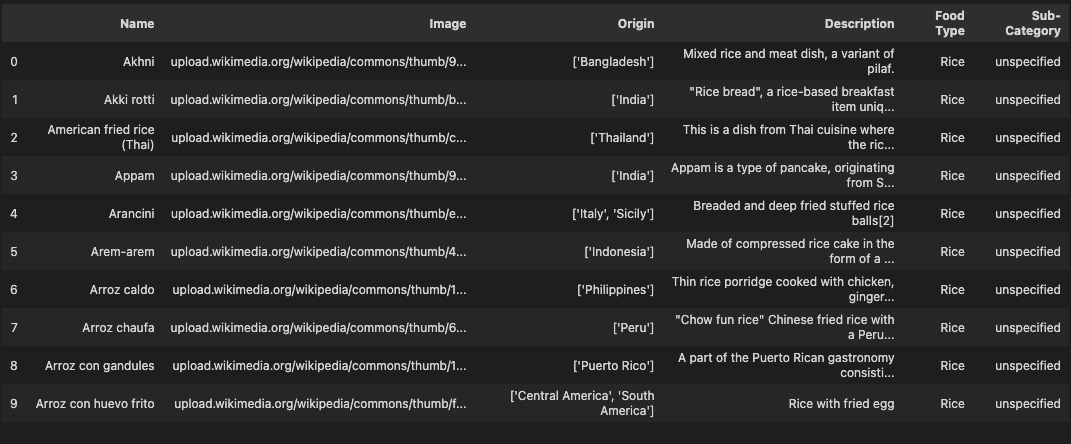 Name Image Origin Description Food Type Sub-Category
0 Akhni upload.wikimedia.org/wikipedia/commons/thumb/9... ['Bangladesh'] Mixed rice and meat dish, a variant of pilaf. Rice unspecified
1 Akki rotti upload.wikimedia.org/wikipedia/commons/thumb/b... ['India'] "Rice bread", a rice-based breakfast item uniq... Rice unspecified
2 American fried rice (Thai) upload.wikimedia.org/wikipedia/commons/thumb/c... ['Thailand'] This is a dish from Thai cuisine where the ric... Rice unspecified
3 Appam upload.wikimedia.org/wikipedia/commons/thumb/9... ['India'] Appam is a type of pancake, originating from S... Rice unspecified
4 Arancini upload.wikimedia.org/wikipedia/commons/thumb/e... ['Italy', 'Sicily'] Breaded and deep fried stuffed rice balls[2] Rice unspecified
5 Arem-arem upload.wikimedia.org/wikipedia/commons/thumb/4... ['Indonesia'] Made of compressed rice cake in the form of a ... Rice unspecified
6 Arroz caldo upload.wikimedia.org/wikipedia/commons/thumb/1... ['Philippines'] Thin rice porridge cooked with chicken, ginger... Rice unspecified
7 Arroz chaufa upload.wikimedia.org/wikipedia/commons/thumb/6... ['Peru'] "Chow fun rice" Chinese fried rice with a Peru... Rice unspecified
8 Arroz con gandules upload.wikimedia.org/wikipedia/commons/thumb/1... ['Puerto Rico'] A part of the Puerto Rican gastronomy consisti... Rice unspecified
9 Arroz con huevo frito upload.wikimedia.org/wikipedia/commons/thumb/f... ['Central America', 'South America'] Rice with fried egg Rice unspecified